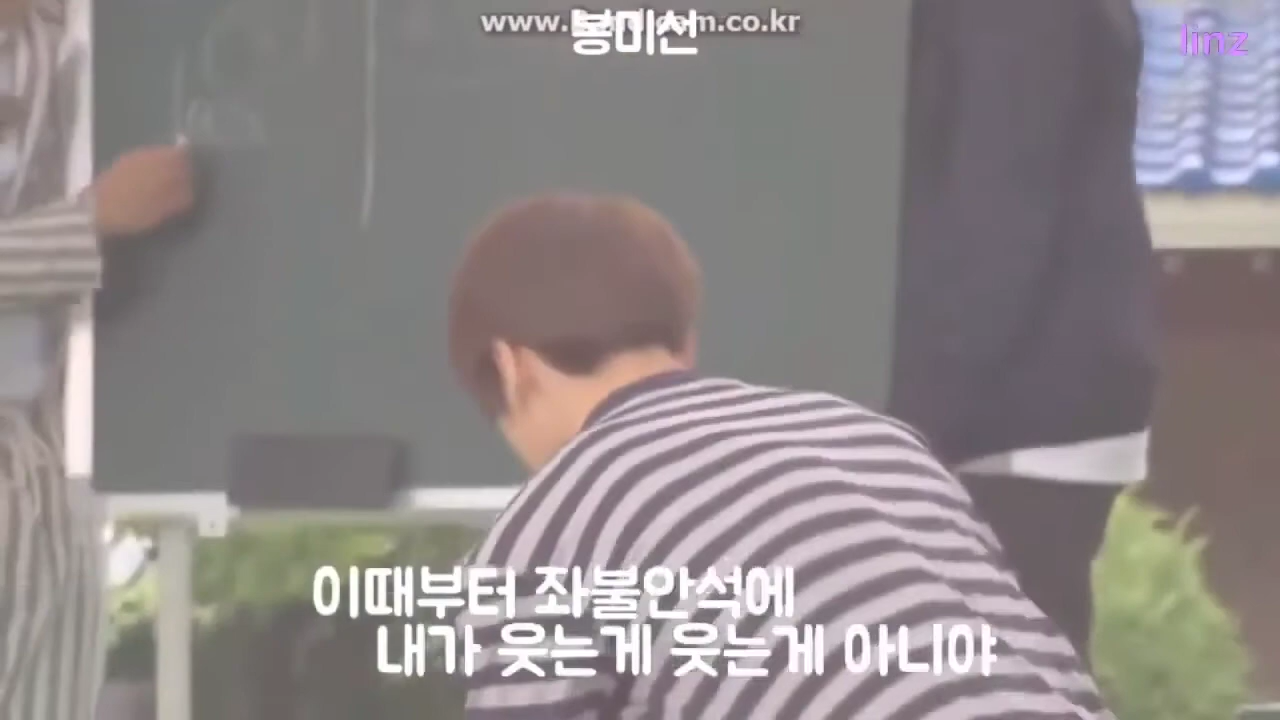 봉미선
linz
이때부터 좌불안석에
내가 웃는게 웃는게 아니야